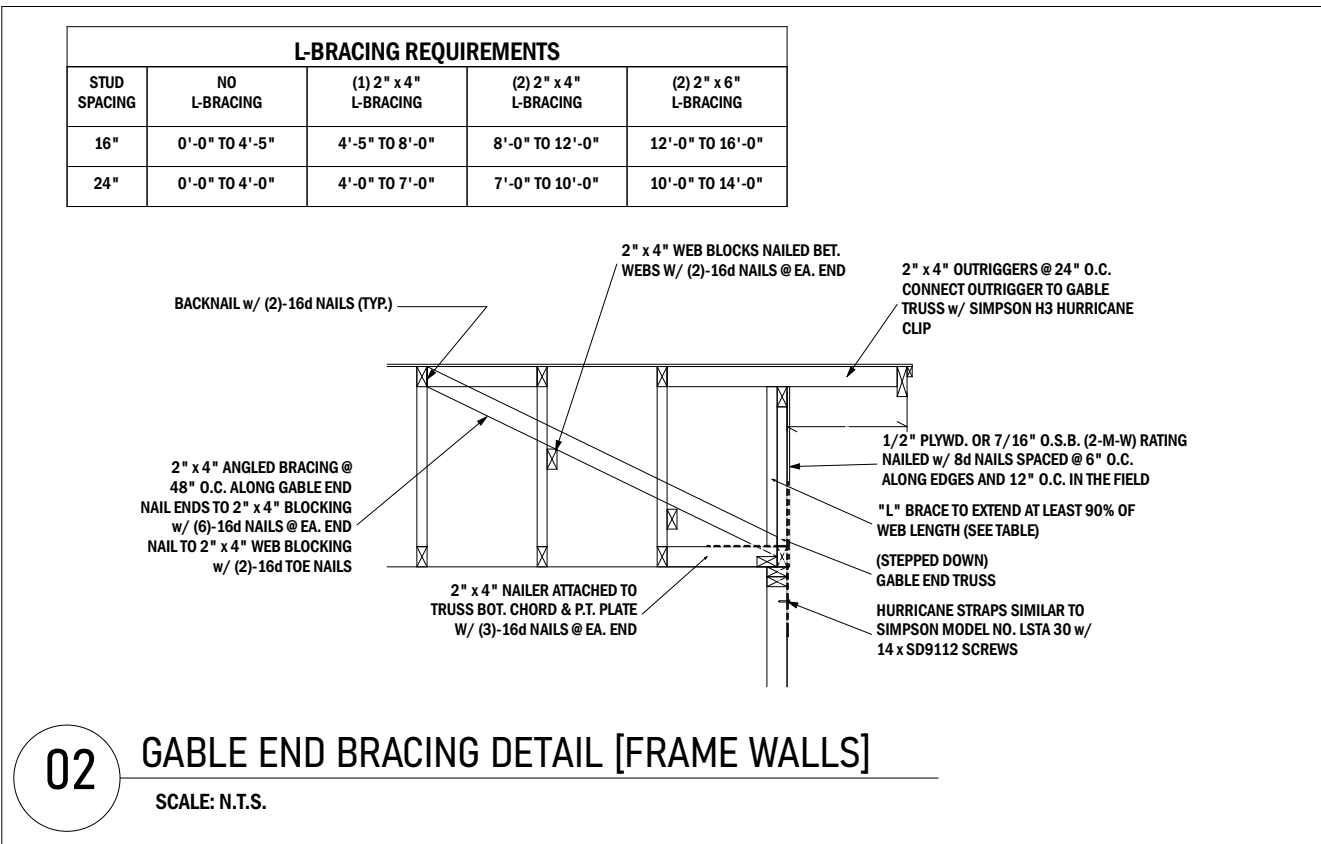 L-BRACING REQUIREMENTS
STUD SPACING NO L-BRACING (1) 2" x 4" L-BRACING (2) 2" x 4" L-BRACING (2) 2" x 6" L-BRACING
16" 0'-0" TO 4'-5" 4'-5" TO 8'-0" 8'-0" TO 12'-0" 12'-0" TO 16'-0"
24" 0'-0" TO 4'-0" 4'-0" TO 7'-0" 7'-0" TO 10'-0" 10'-0" TO 14'-0"
2" x 4" WEB BLOCKS NAILED BET.
WEBS W/ (2)-16d NAILS @ EA. END
2" x 4" OUTRIGGERS @ 24" O.C.
CONNECT OUTRIGGER TO GABLE
TRUSS w/ SIMPSON H3 HURRICANE
CLIP
BACKNAIL w/ (2)-16d NAILS (TYP.)
1/2" PLYWD. OR 7/16" O.S.B. (2-M-W) RATING
NAILED w/ 8d NAILS SPACED @ 6" O.C.
ALONG EDGES AND 12" O.C. IN THE FIELD
2" x 4" ANGLED BRACING @
48" O.C. ALONG GABLE END
NAIL ENDS TO 2" x 4" BLOCKING
w/ (6)-16d NAILS @ EA. END
NAIL TO 2" x 4" WEB BLOCKING
w/ (2)-16d TOE NAILS
"L" BRACE TO EXTEND AT LEAST 90% OF
WEB LENGTH (SEE TABLE)
(STEPPED DOWN)
GABLE END TRUSS
2" x 4" NAILER ATTACHED TO
TRUSS BOT. CHORD & P.T. PLATE
W/ (3)-16d NAILS @ EA. END
HURRICANE STRAPS SIMILAR TO
SIMPSON MODEL NO. LSTA 30 w/
14 x SD9112 SCREWS
02
GABLE END BRACING DETAIL [FRAME WALLS]
SCALE: N.T.S.